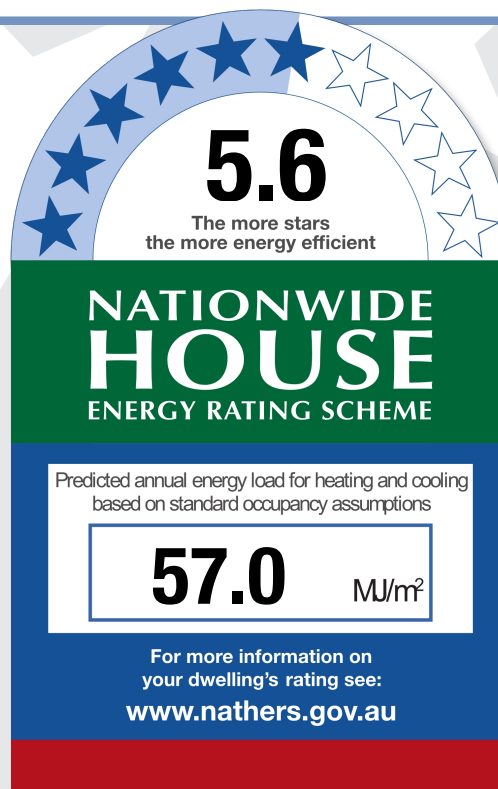 5.6
The more stars
the more energy efficient
NATIONWIDE
HOUSE
ENERGY RATING SCHEME
Predicted annual energy load for heating and cooling
based on standard occupancy assumptions
57.0 MJ/m²
For more information on
your dwelling's rating see:
www.nathers.gov.au